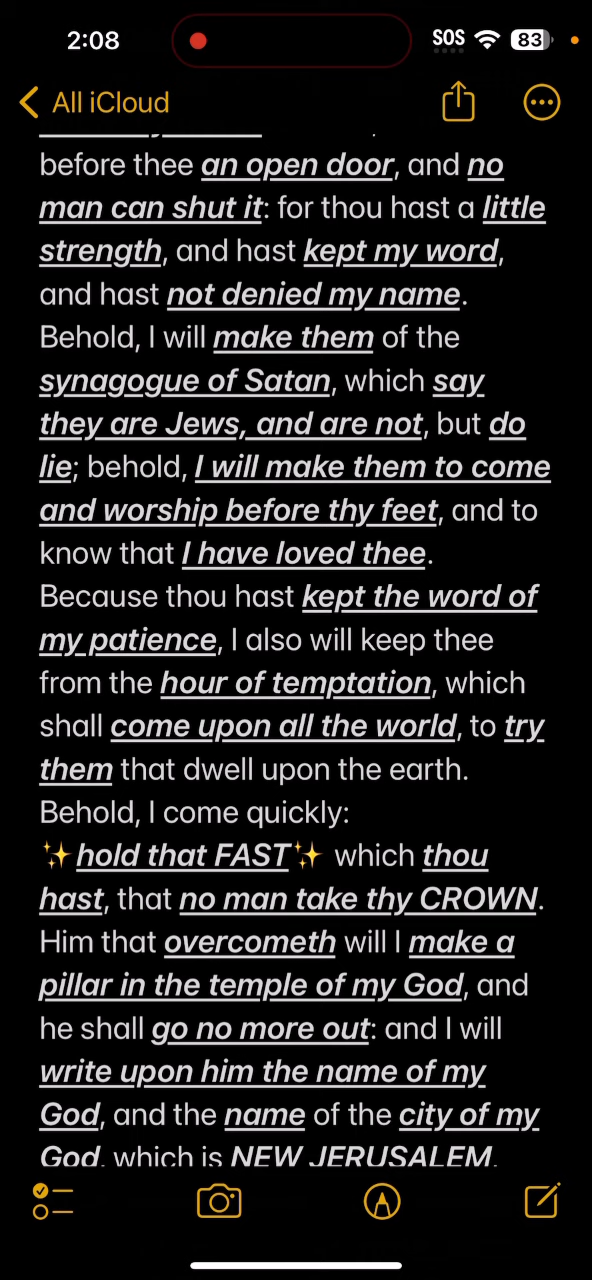 2:08
SOS
83
All iCloud
before thee an open door, and no
man can shut it: for thou hast a little
strength, and hast kept my word,
and hast not denied my name.
Behold, I will make them of the
synagogue of Satan, which say
they are Jews, and are not, but do
lie; behold, I will make them to come
and worship before thy feet, and to
know that I have loved thee.
Because thou hast kept the word of
my patience, I also will keep thee
from the hour of temptation, which
shall come upon all the world, to try
them that dwell upon the earth.
Behold, I come quickly:
✨hold that FAST✨ which thou
hast, that no man take thy CROWN.
Him that overcometh will I make a
pillar in the temple of my God, and
he shall go no more out: and I will
write upon him the name of my
God, and the name of the city of my
God, which is NEW JERUSALEM,